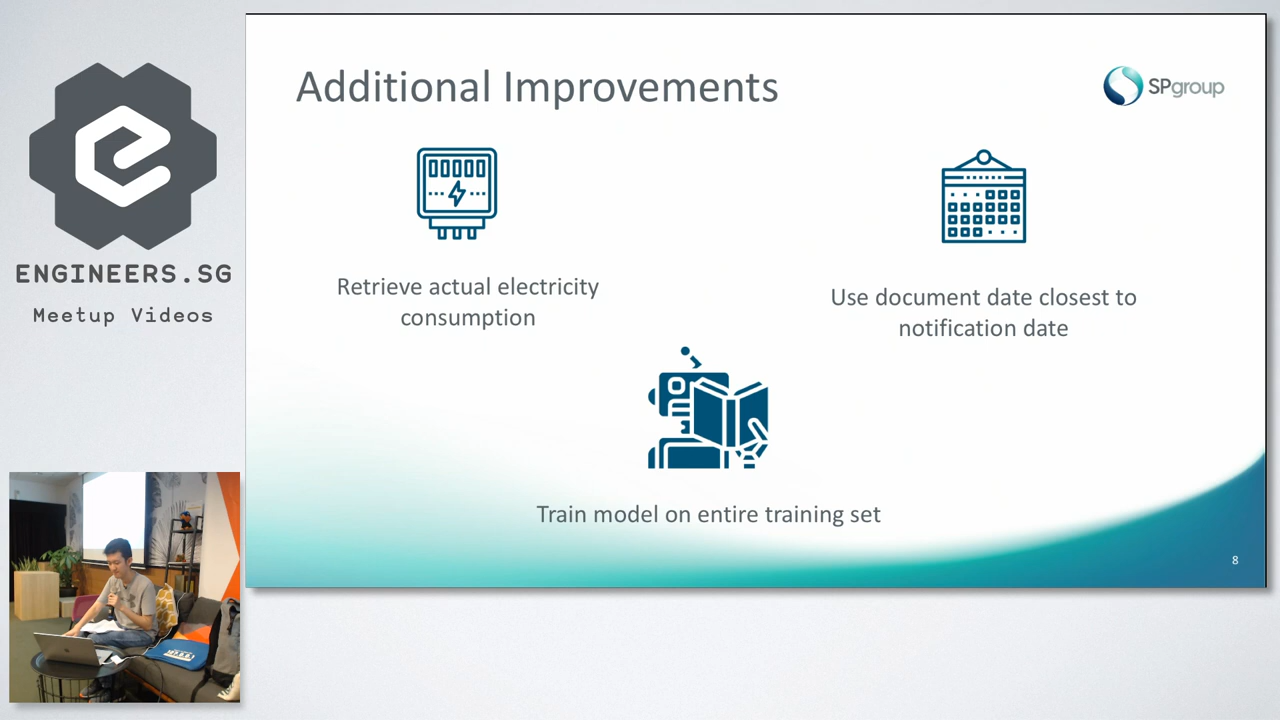 ENGINEERS.SG
Meetup Videos
Additional Improvements
SPgroup
Retrieve actual electricity
consumption
Use document date closest to
notification date
Train model on entire training set
8